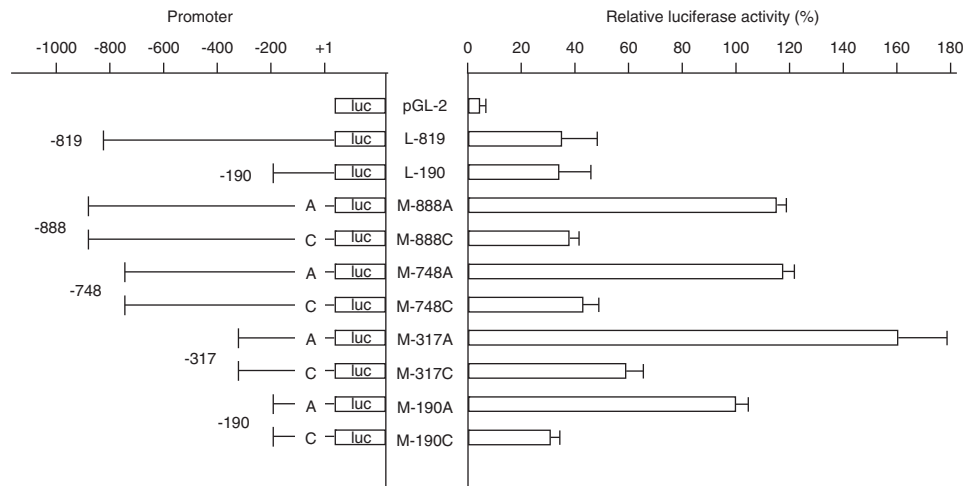 Promoter Relative luciferase activity (%)
-1000 -800 -600 -400 -200 +1 0 20 40 60 80 100 120 140 160 180
luc pGL-2
-819 luc L-819
-190 luc L-190
A luc M-888A
-888
C luc M-888C
A luc M-748A
-748
C luc M-748C
A luc M-317A
-317
C luc M-317C
A luc M-190A
-190
C luc M-190C